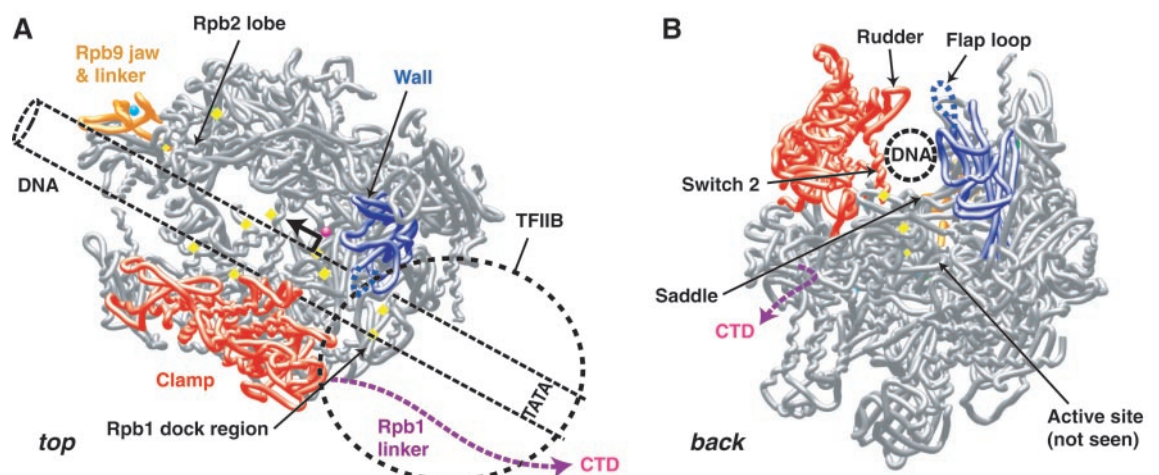 A
Rpb2 lobe
Rpb9 jaw
& linker
Wall
DNA
TFIIB
Clamp
TATA
Rpb1 dock region
Rpb1
linker
top
CTD
B
Rudder
Flap loop
DNA
Switch 2
Saddle
CTD
Active site
(not seen)
back